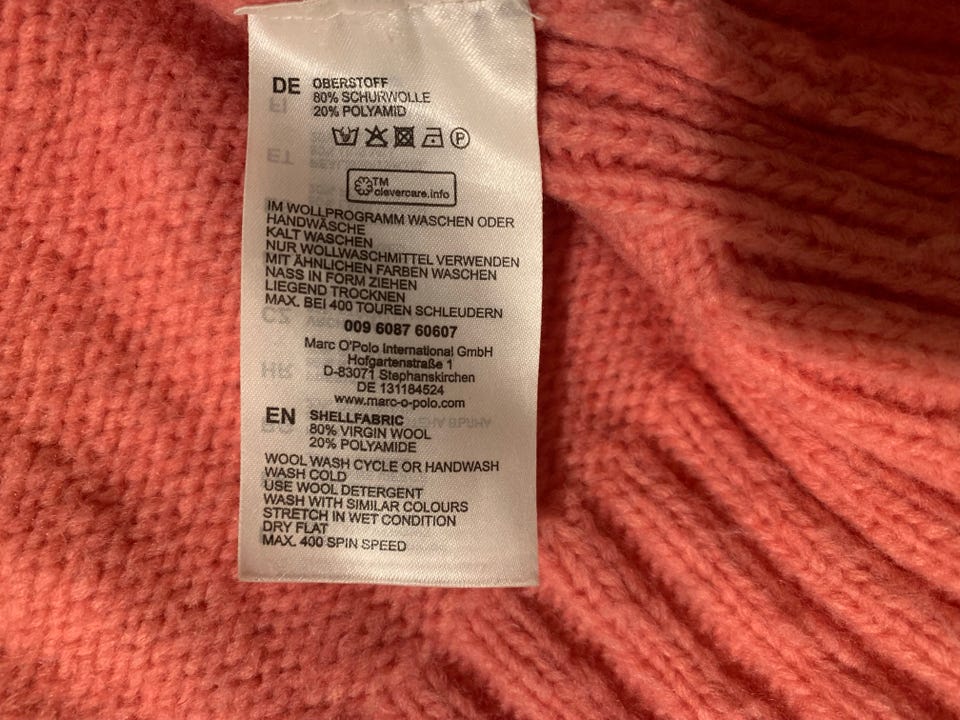 DE OBERSTOFF
80% SCHURWOLLE
20% POLYAMID
P
TM
clevercare.info
IM WOLLPROGRAMM WASCHEN ODER
HANDWÄSCHE
KALT WASCHEN
NUR WOLLWASCHMITTEL VERWENDEN
MIT ÄHNLICHEN FARBEN WASCHEN
NASS IN FORM ZIEHEN
LIEGEND TROCKNEN
MAX. BEI 400 TOUREN SCHLEUDERN
009 6087 60607
Marc O'Polo International GmbH
Hofgartenstraße 1
D-83071 Stephanskirchen
DE 131184524
www.marc-o-polo.com
EN SHELLFABRIC
80% VIRGIN WOOL
20% POLYAMIDE
WOOL WASH CYCLE OR HANDWASH
WASH COLD
USE WOOL DETERGENT
WASH WITH SIMILAR COLOURS
STRETCH IN WET CONDITION
DRY FLAT
MAX. 400 SPIN SPEED